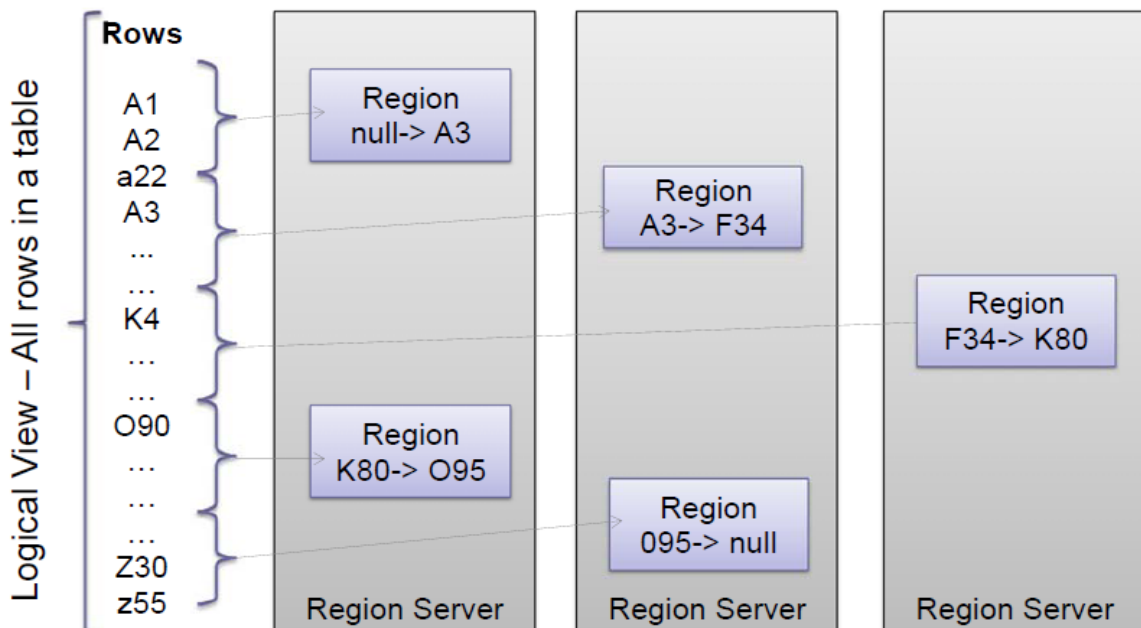 Logical View – All rows in a table
Rows
A1
A2
a22
A3
...
...
K4
...
...
O90
...
...
...
Z30
z55
Region
null-> A3
Region
K80-> O95
Region Server
Region
A3-> F34
Region
095-> null
Region Server
Region
F34-> K80
Region Server